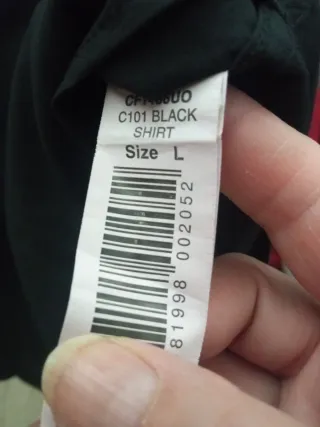 C101 BLACK
SHIRT
Size L
81998 002052